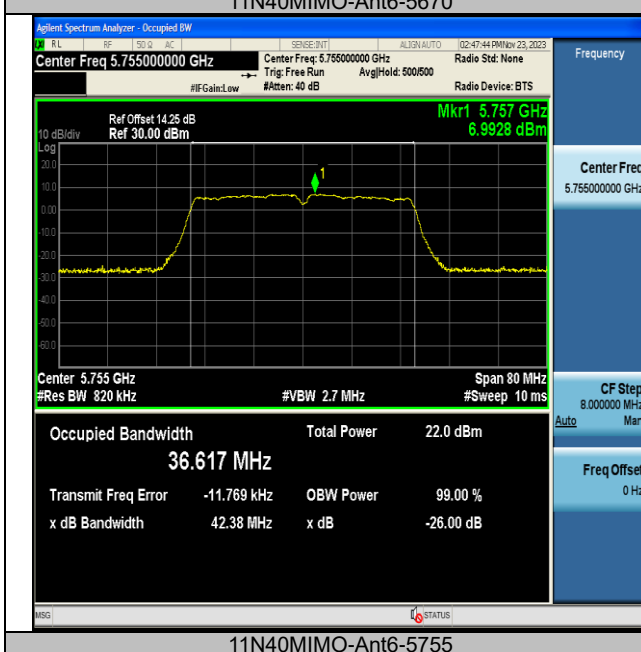 11N40MIMO-Ant6-5670
Agilent Spectrum Analyzer - Occupied BW
RL RF 50 Ω AC SENSE:INT ALIGN AUTO 02:47:44 PM Nov 23, 2023
Center Freq 5.755000000 GHz Center Freq: 5.755000000 GHz Radio Std: None Frequency
Trig: Free Run Avg|Hold: 500/500
#IFGain:Low #Atten: 40 dB Radio Device: BTS
Mkr1 5.757 GHz
Ref Offset 14.25 dB
10 dB/div Ref 30.00 dBm 6.9928 dBm
Log
20.0
10.0
0.00
-10.0
-20.0
-30.0
-40.0
-50.0
-60.0
1
Center Freq
5.755000000 GHz
Center 5.755 GHz Span 80 MHz
#Res BW 820 kHz #VBW 2.7 MHz #Sweep 10 ms
CF Step
8.000000 MHz
Auto Man
Occupied Bandwidth Total Power 22.0 dBm
36.617 MHz
Transmit Freq Error -11.769 kHz OBW Power 99.00 %
x dB Bandwidth 42.38 MHz x dB -26.00 dB
Freq Offset
0 Hz
MSG STATUS
11N40MIMO-Ant6-5755